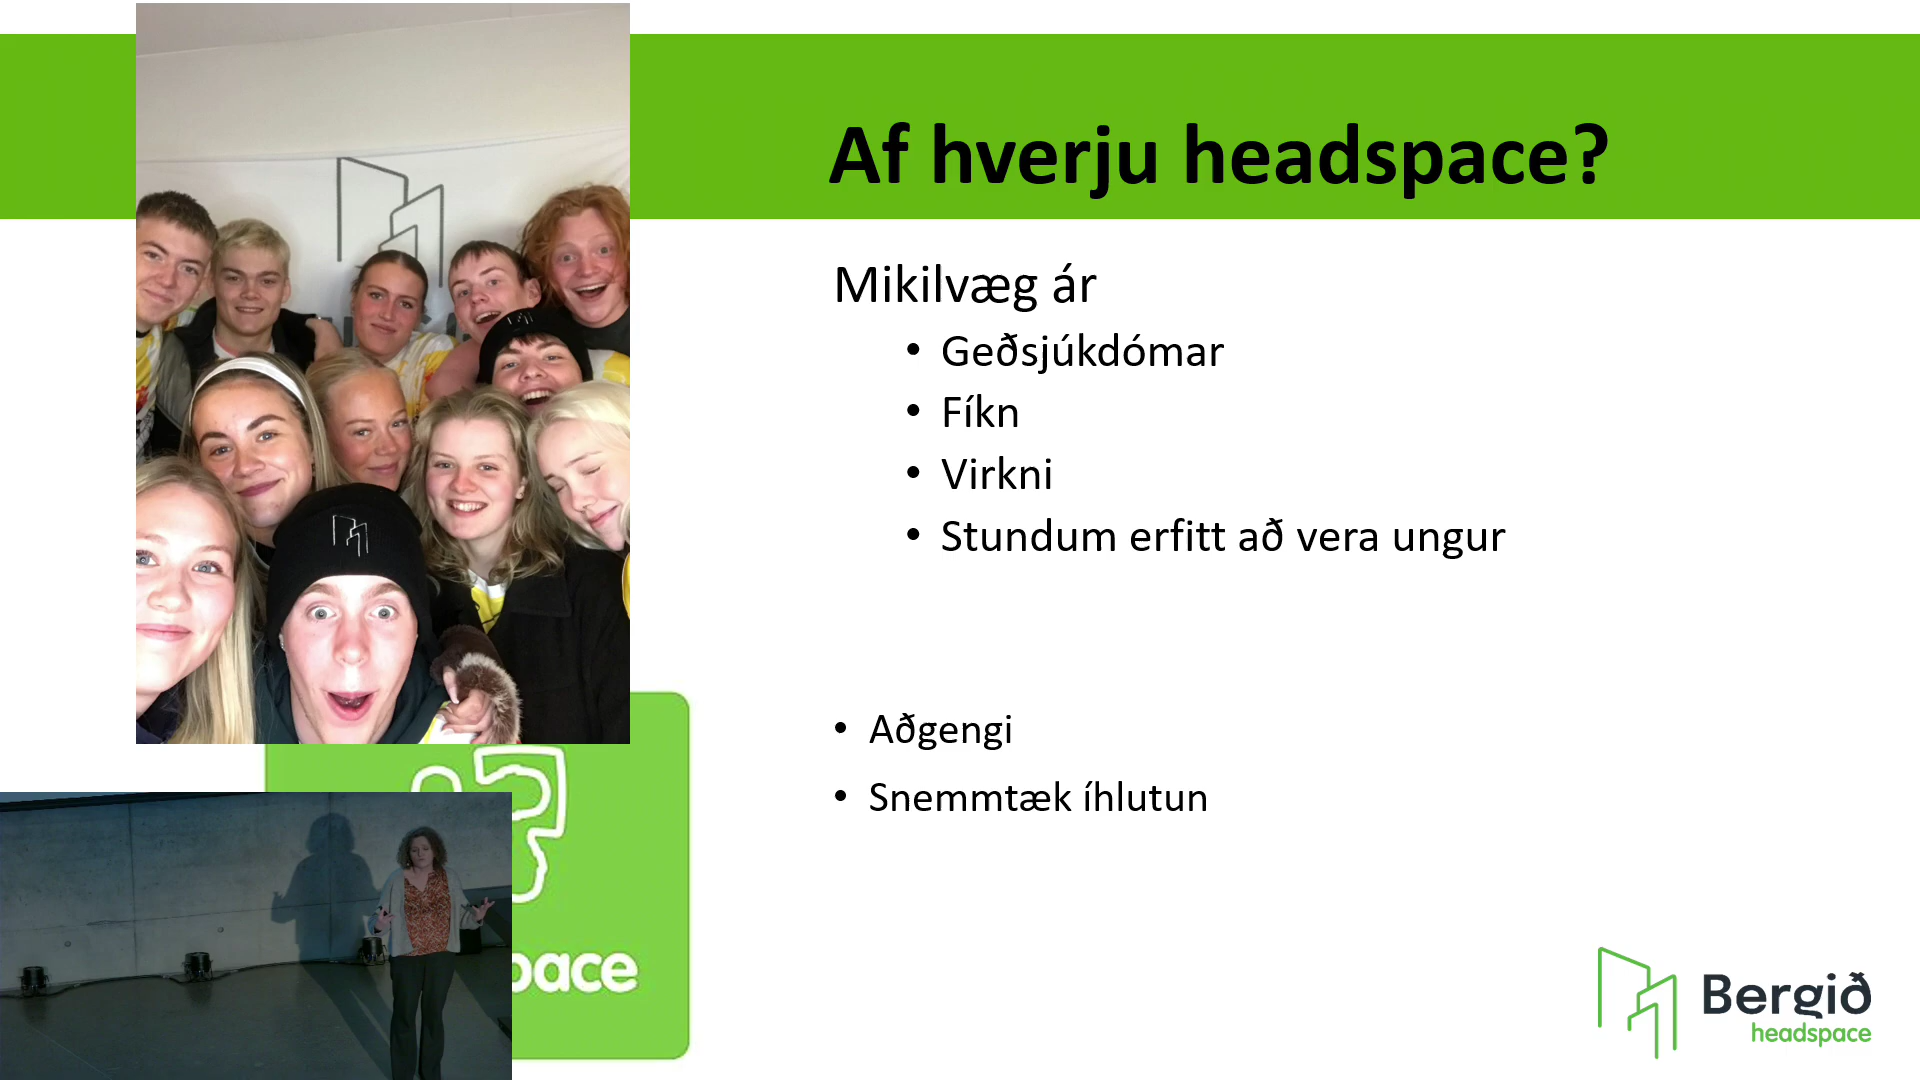 Af hverju headspace?
Mikilvæg ár
• Geðsjúkdómar
• Fíkn
• Virkni
• Stundum erfitt að vera ungur
• Aðgengi
• Snemmtæk íhlutun
pace
Bergið
headspace